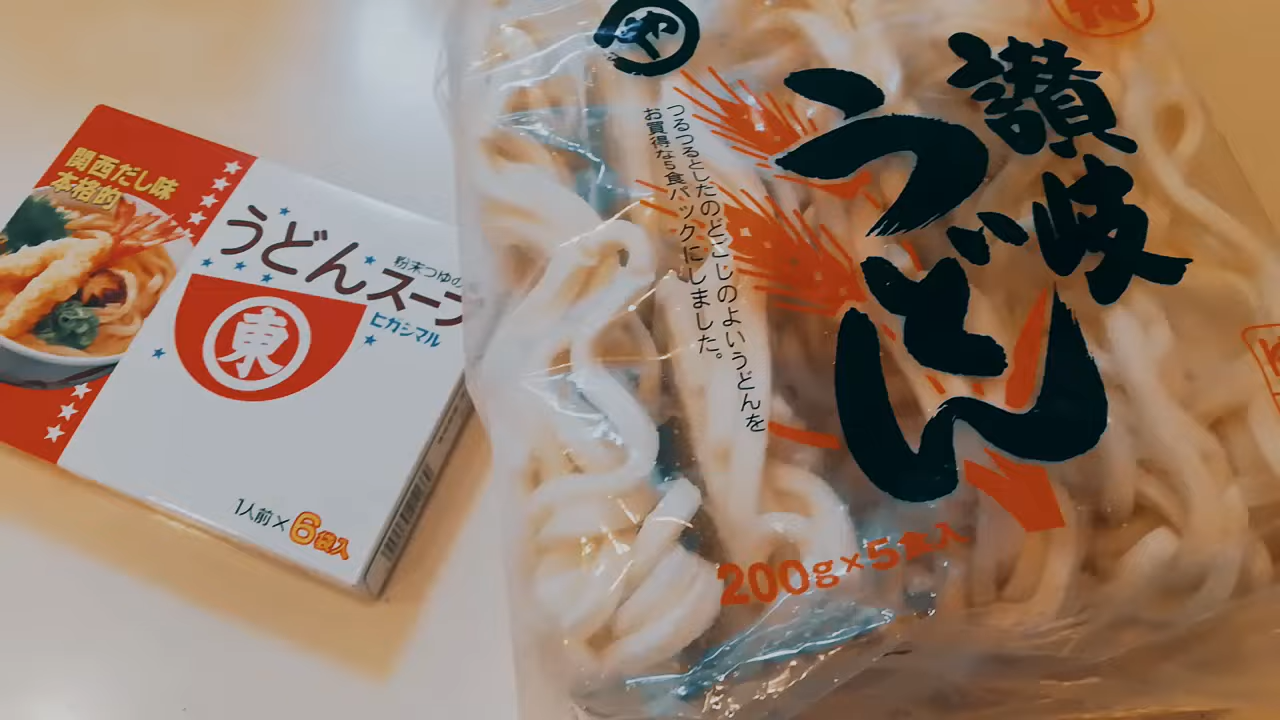 関西だし味
本格的
うどんスープ
粉末つゆの
ヒガシマル
東
1人前×6袋入
や
讃岐
うどん
つるつるとしたのどごしのよいうどんを
お買得な5食パックにしました。
200g×5食入